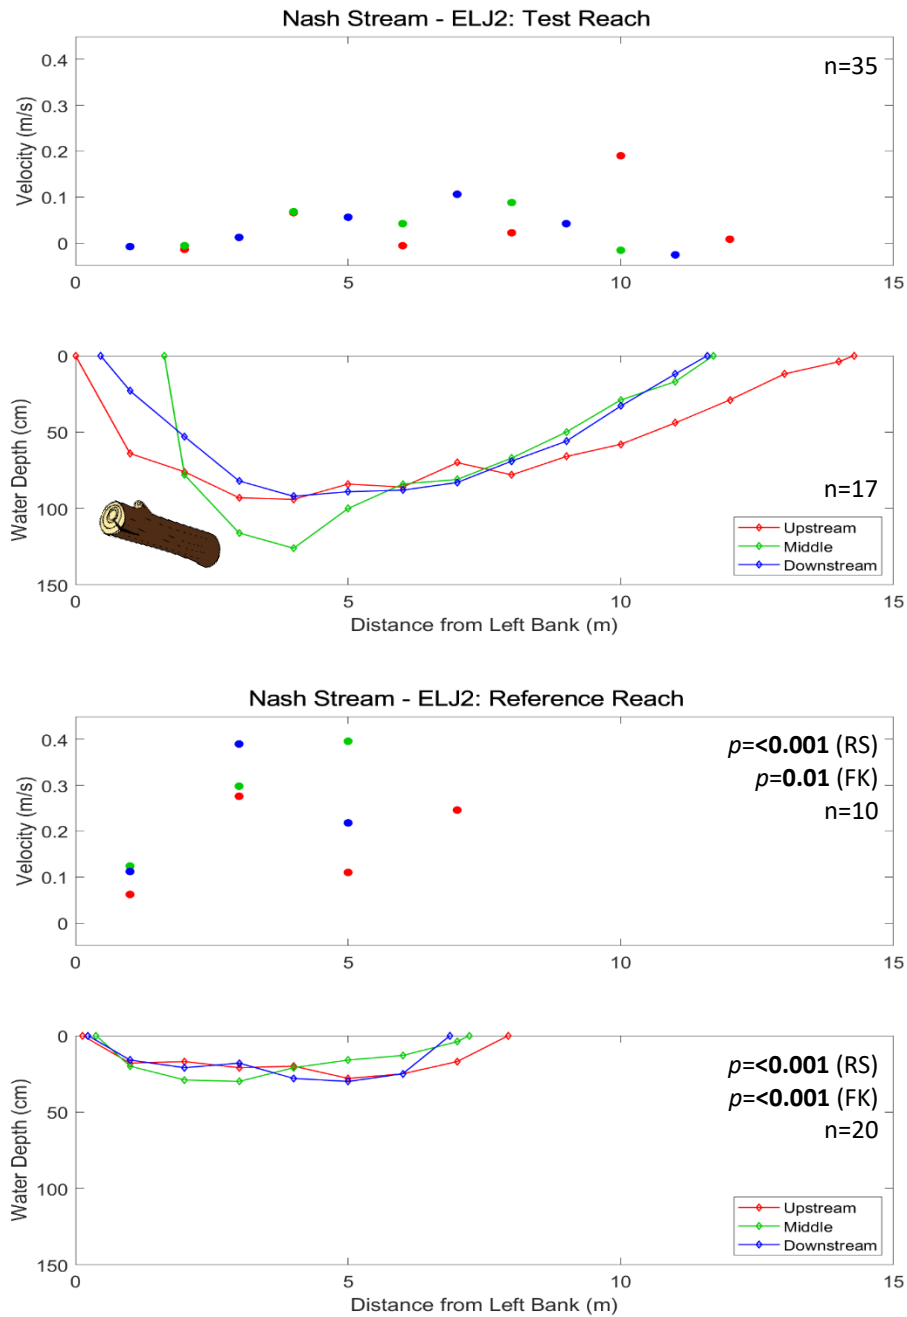 Nash Stream - ELJ2: Test Reach
Velocity (m/s)
0.4
0.3
0.2
0.1
0
n=35
0 5 10 15
Water Depth (cm)
0
50
100
150
n=17
Upstream
Middle
Downstream
0 5 10 15
Distance from Left Bank (m)
Nash Stream - ELJ2: Reference Reach
Velocity (m/s)
0.4
0.3
0.2
0.1
0
p=<0.001 (RS)
p=0.01 (FK)
n=10
0 5 10 15
Water Depth (cm)
0
50
100
150
p=<0.001 (RS)
p=<0.001 (FK)
n=20
Upstream
Middle
Downstream
0 5 10 15
Distance from Left Bank (m)